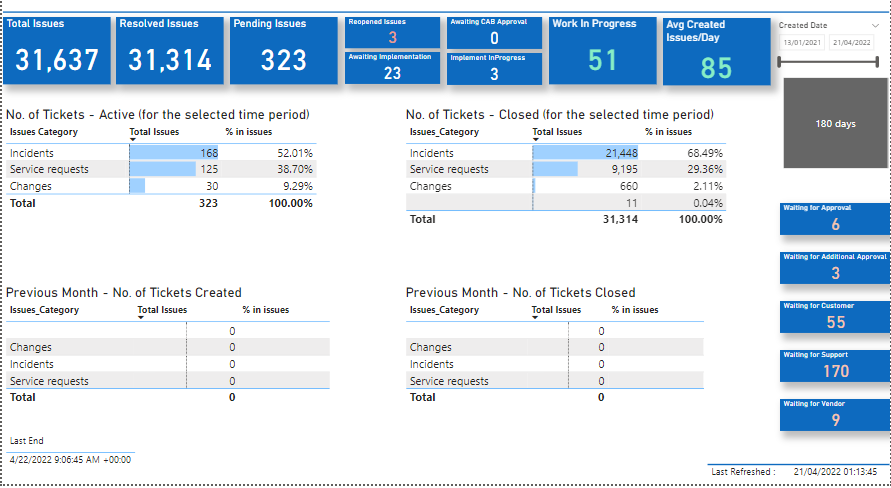 Total Issues
31,637
Resolved Issues
31,314
Pending Issues
323
Reopened Issues
3
Awaiting Implementation
23
Awaiting CAB Approval
0
Implement InProgress
3
Work In Progress
51
Avg Created
Issues/Day
85
Created Date
13/01/2021 21/04/2022
180 days
No. of Tickets - Active (for the selected time period)
Issues Category Total Issues % in issues
Incidents 168 52.01%
Service requests 125 38.70%
Changes 30 9.29%
Total 323 100.00%
No. of Tickets - Closed (for the selected time period)
Issues_Category Total Issues % in issues
Incidents 21,448 68.49%
Service requests 9,195 29.36%
Changes 660 2.11%
11 0.04%
Total 31,314 100.00%
Waiting for Approval
6
Waiting for Additional Approval
3
Waiting for Customer
55
Waiting for Support
170
Waiting for Vendor
9
Previous Month - No. of Tickets Created
Issues_Category Total Issues % in issues
0
Changes 0
Incidents 0
Service requests 0
Total 0
Previous Month - No. of Tickets Closed
Issues_Category Total Issues % in issues
0
Changes 0
Incidents 0
Service requests 0
Total 0
Last End
4/22/2022 9:06:45 AM +00:00
Last Refreshed : 21/04/2022 01:13:45